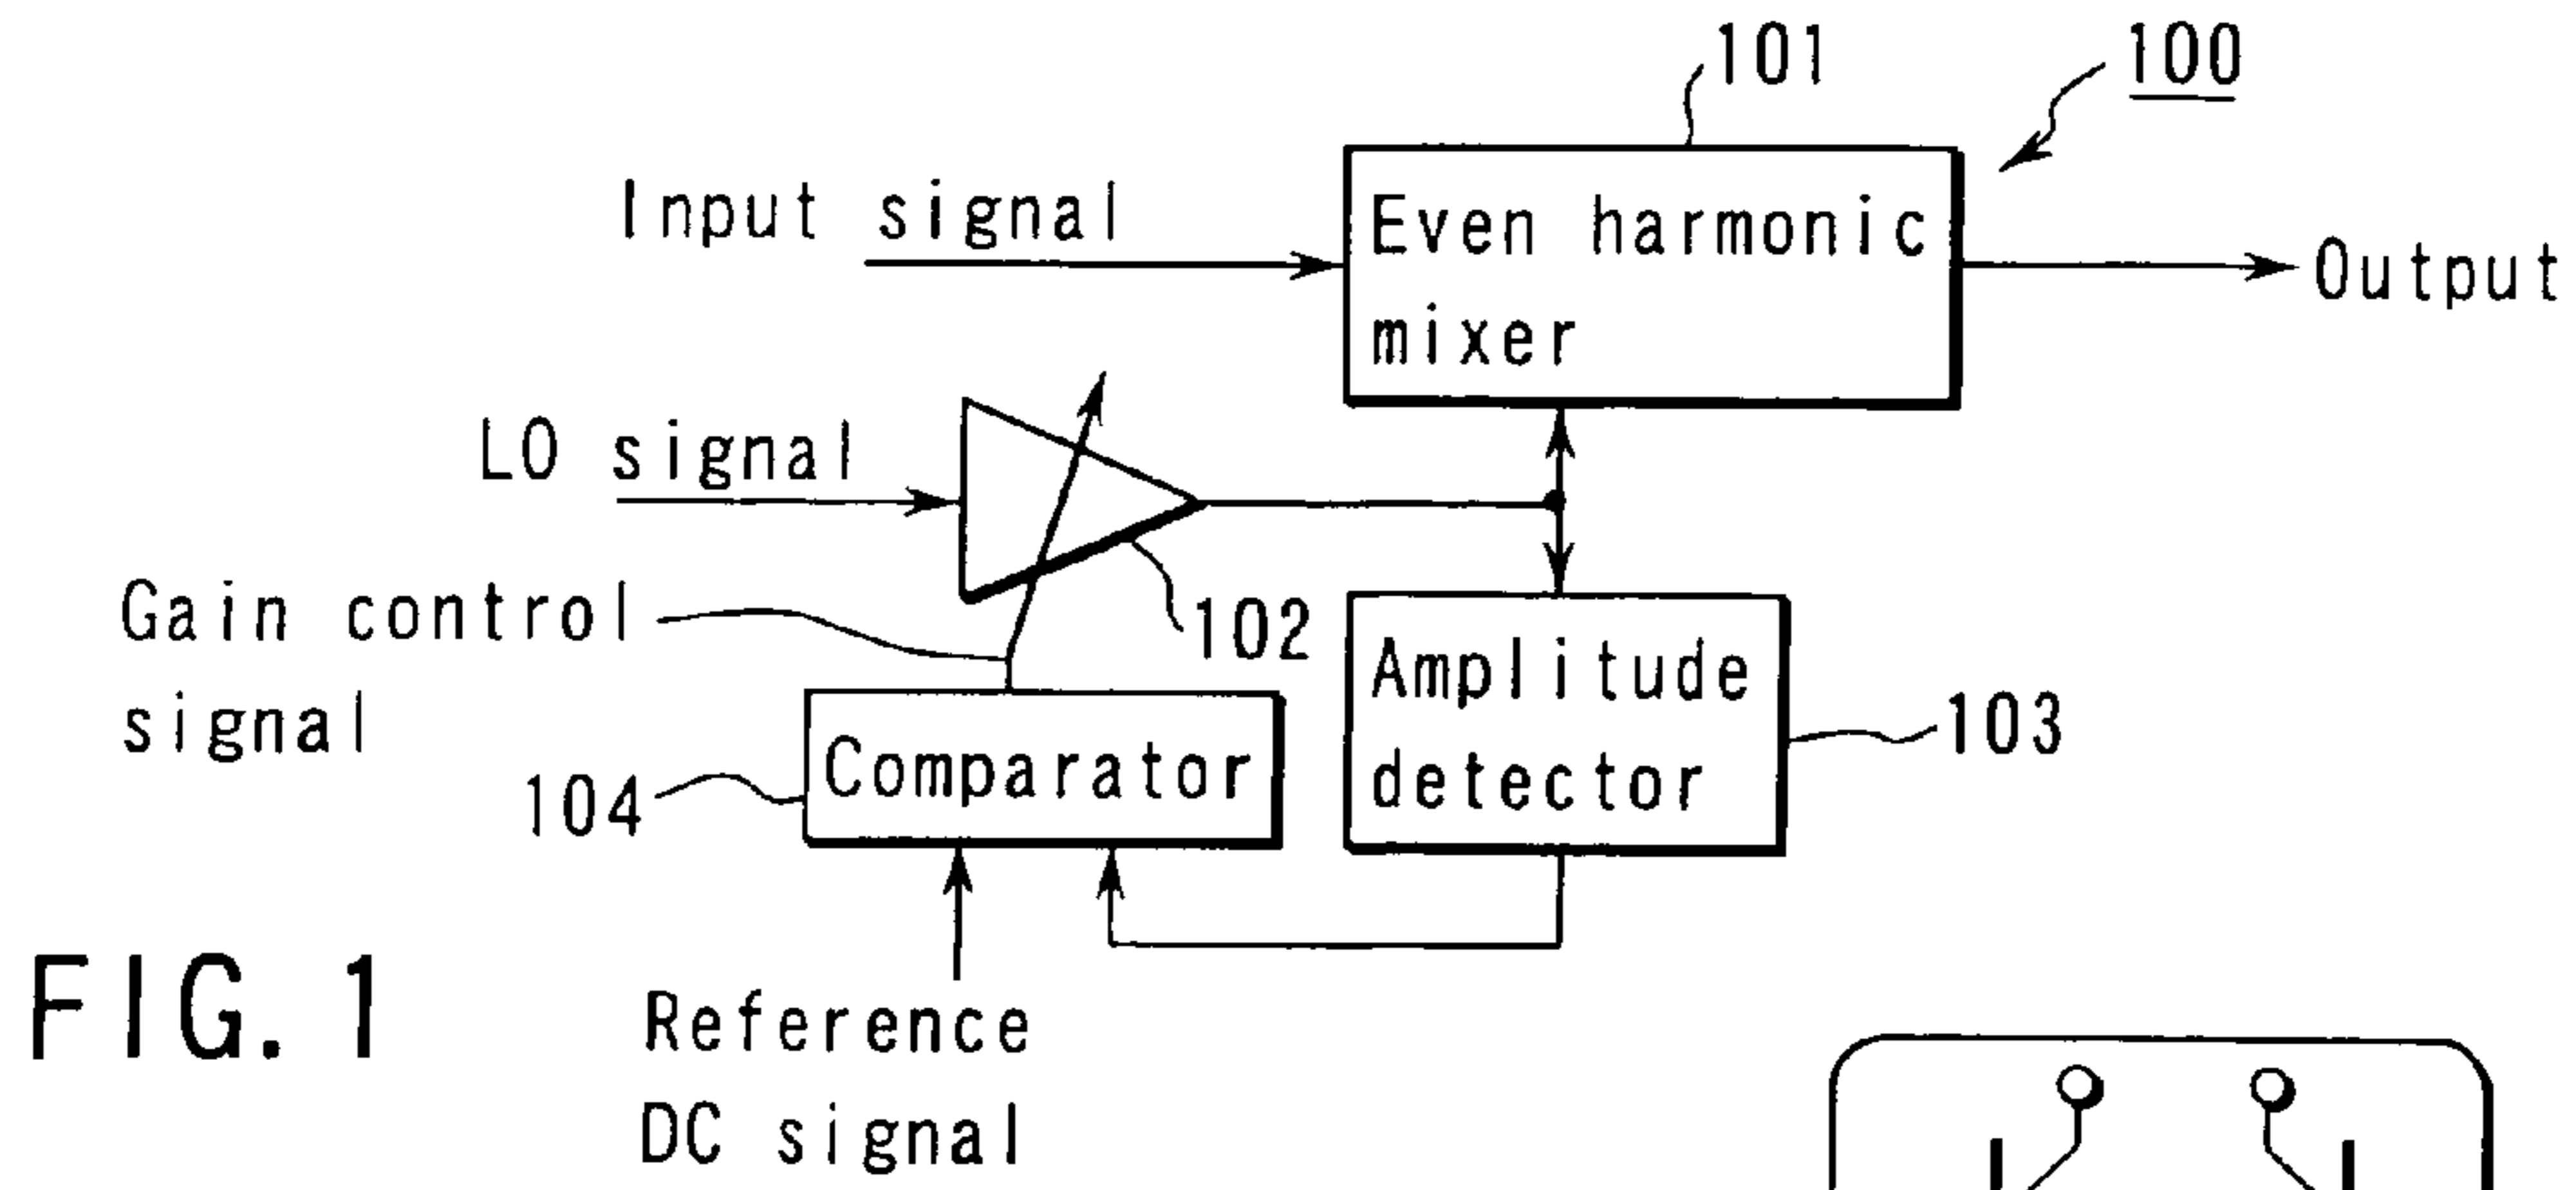 101
100
Input signal
Even harmonic
mixer
Output
LO signal
Gain control
signal
102
Amplitude
detector
103
Comparator
104
Reference
DC signal
FIG. 1